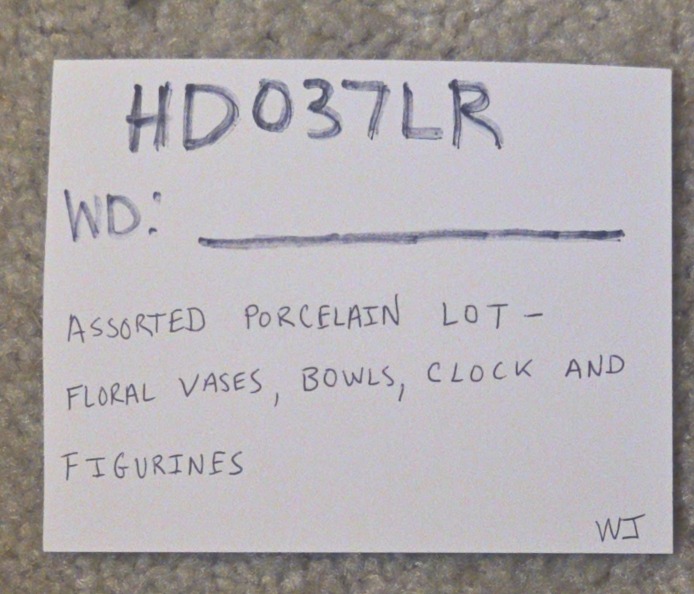 HD037LR
WD: ____________
ASSORTED PORCELAIN LOT -
FLORAL VASES, BOWLS, CLOCK AND
FIGURINES
WJ